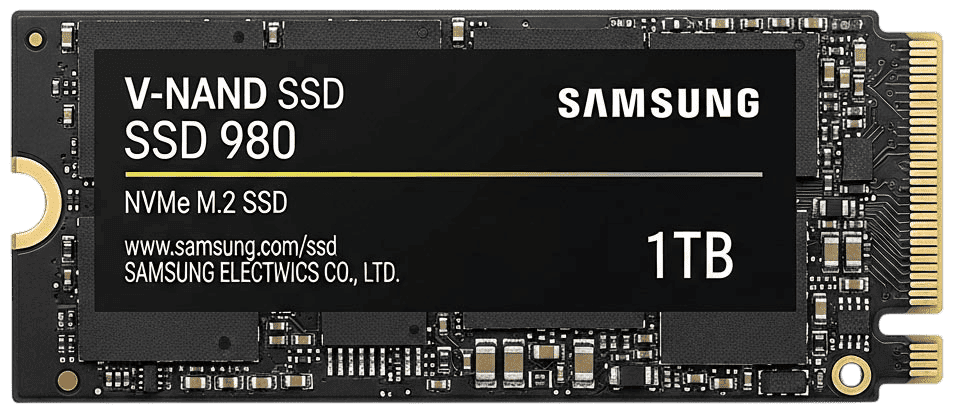 V-NAND SSD
SAMSUNG
SSD 980
NVMe M.2 SSD
www.samsung.com/ssd
1TB
SAMSUNG ELECTWICS CO., LTD.